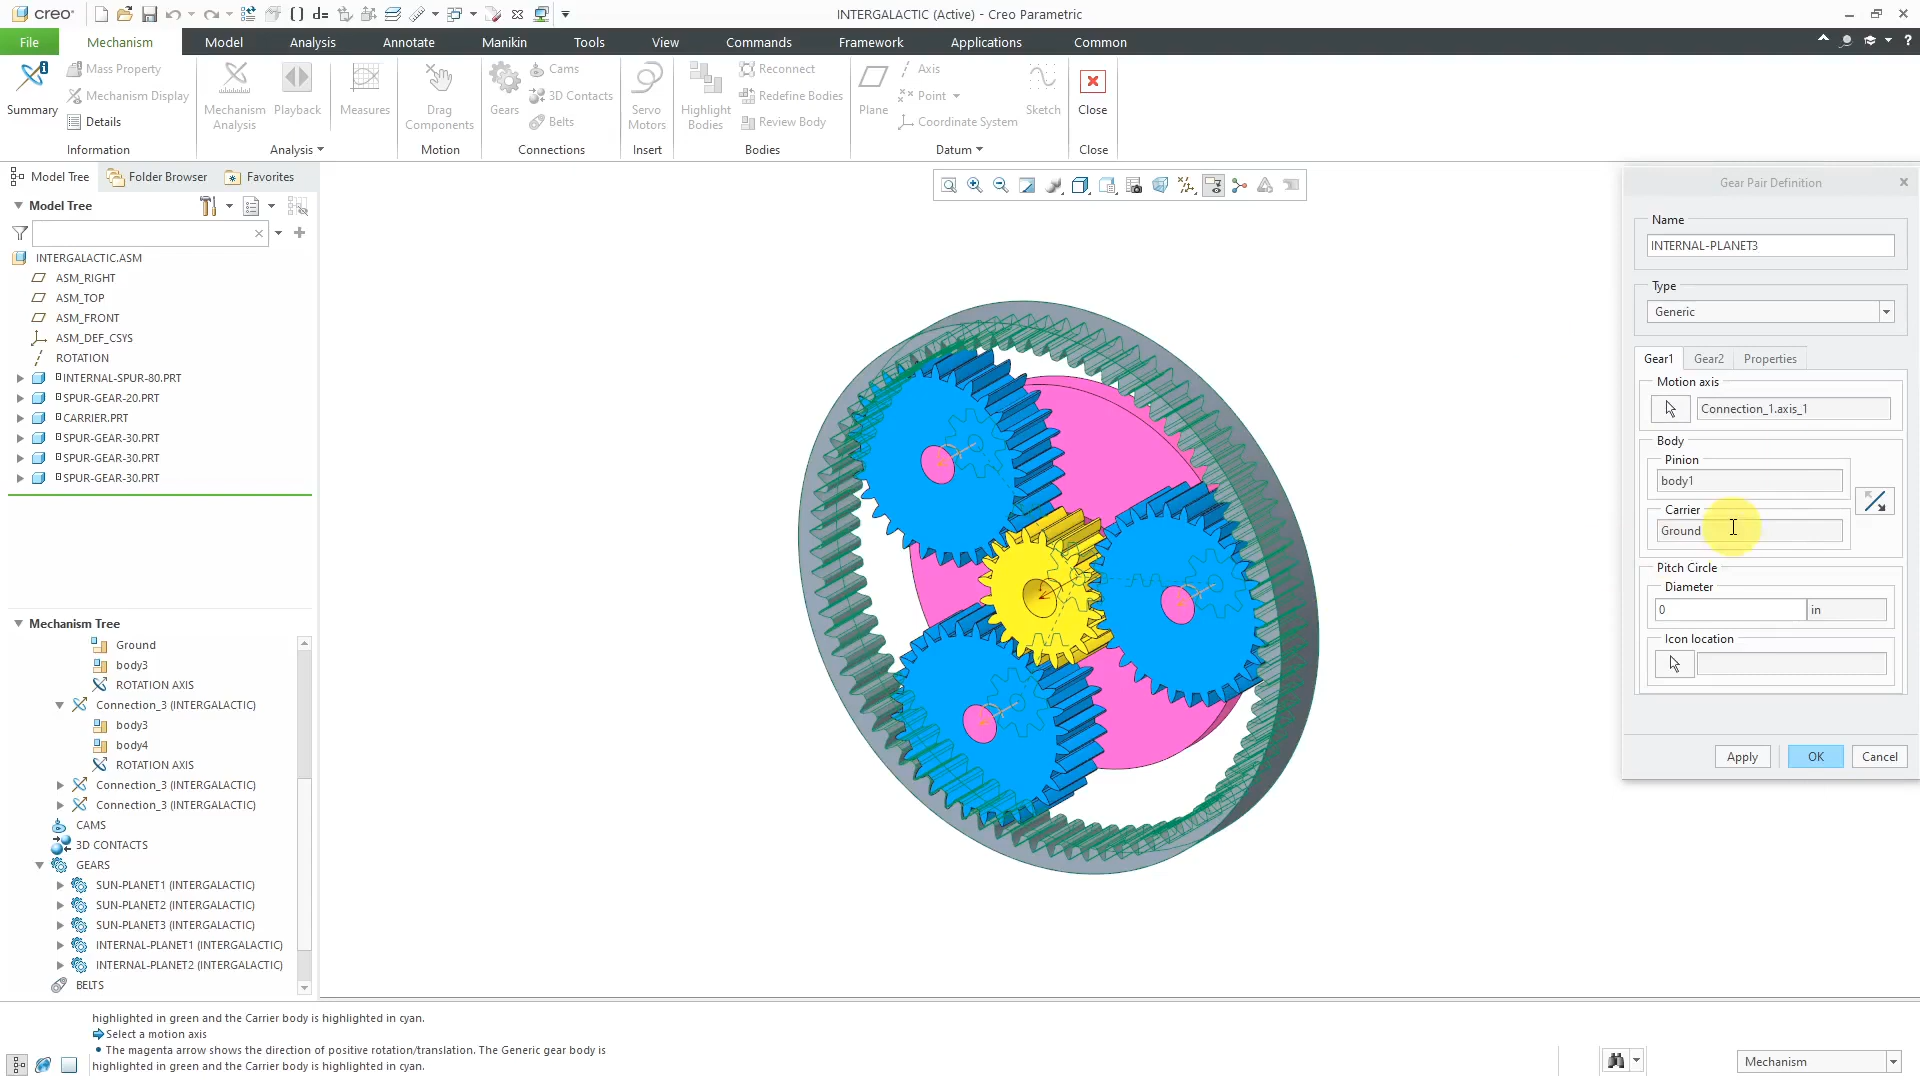 creo
INTERGALACTIC (Active) - Creo Parametric
File
Mechanism
Model
Analysis
Annotate
Manikin
Tools
View
Commands
Framework
Applications
Common
Summary
Mass Property
Mechanism Display
Details
Information
Mechanism
Analysis
Playback
Measures
Analysis
Drag
Components
Motion
Gears
Cams
3D Contacts
Belts
Connections
Servo
Motors
Insert
Highlight
Bodies
Reconnect
Redefine Bodies
Review Body
Bodies
Plane
Axis
Point
Coordinate System
Sketch
Datum
Close
Close
Model Tree
Folder Browser
Favorites
Model Tree
INTERGALACTIC.ASM
ASM_RIGHT
ASM_TOP
ASM_FRONT
ASM_DEF_CSYS
ROTATION
INTERNAL-SPUR-80.PRT
SPUR-GEAR-20.PRT
CARRIER.PRT
SPUR-GEAR-30.PRT
SPUR-GEAR-30.PRT
SPUR-GEAR-30.PRT
Mechanism Tree
Ground
body3
ROTATION AXIS
Connection_3 (INTERGALACTIC)
body3
body4
ROTATION AXIS
Connection_3 (INTERGALACTIC)
Connection_3 (INTERGALACTIC)
CAMS
3D CONTACTS
GEARS
SUN-PLANET1 (INTERGALACTIC)
SUN-PLANET2 (INTERGALACTIC)
SUN-PLANET3 (INTERGALACTIC)
INTERNAL-PLANET1 (INTERGALACTIC)
INTERNAL-PLANET2 (INTERGALACTIC)
BELTS
Gear Pair Definition
Name
INTERNAL-PLANET3
Type
Generic
Gear1
Gear2
Properties
Motion axis
Connection_1.axis_1
Body
Pinion
body1
Carrier
Ground
Pitch Circle
Diameter
0
in
Icon location
Apply
OK
Cancel
highlighted in green and the Carrier body is highlighted in cyan.
Select a motion axis
• The magenta arrow shows the direction of positive rotation/translation. The Generic gear body is
highlighted in green and the Carrier body is highlighted in cyan.
Mechanism